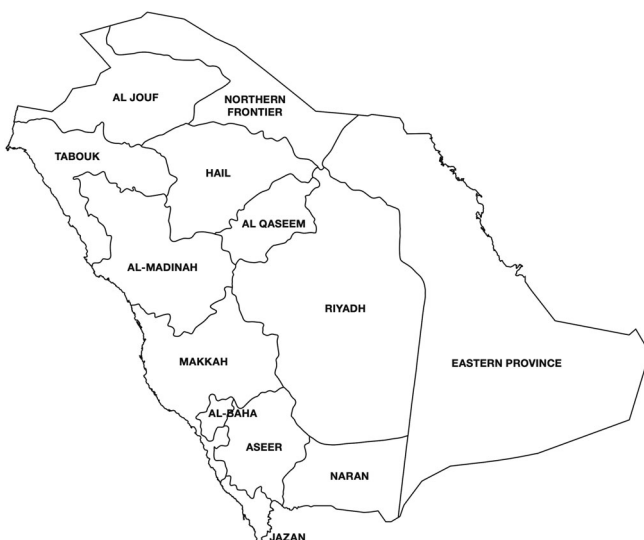 AL JOUF
NORTHERN
FRONTIER
TABOUK
HAIL
AL QASEEM
AL-MADINAH
RIYADH
MAKKAH
EASTERN PROVINCE
AL-BAHA
ASEER
NARAN
JAZAN